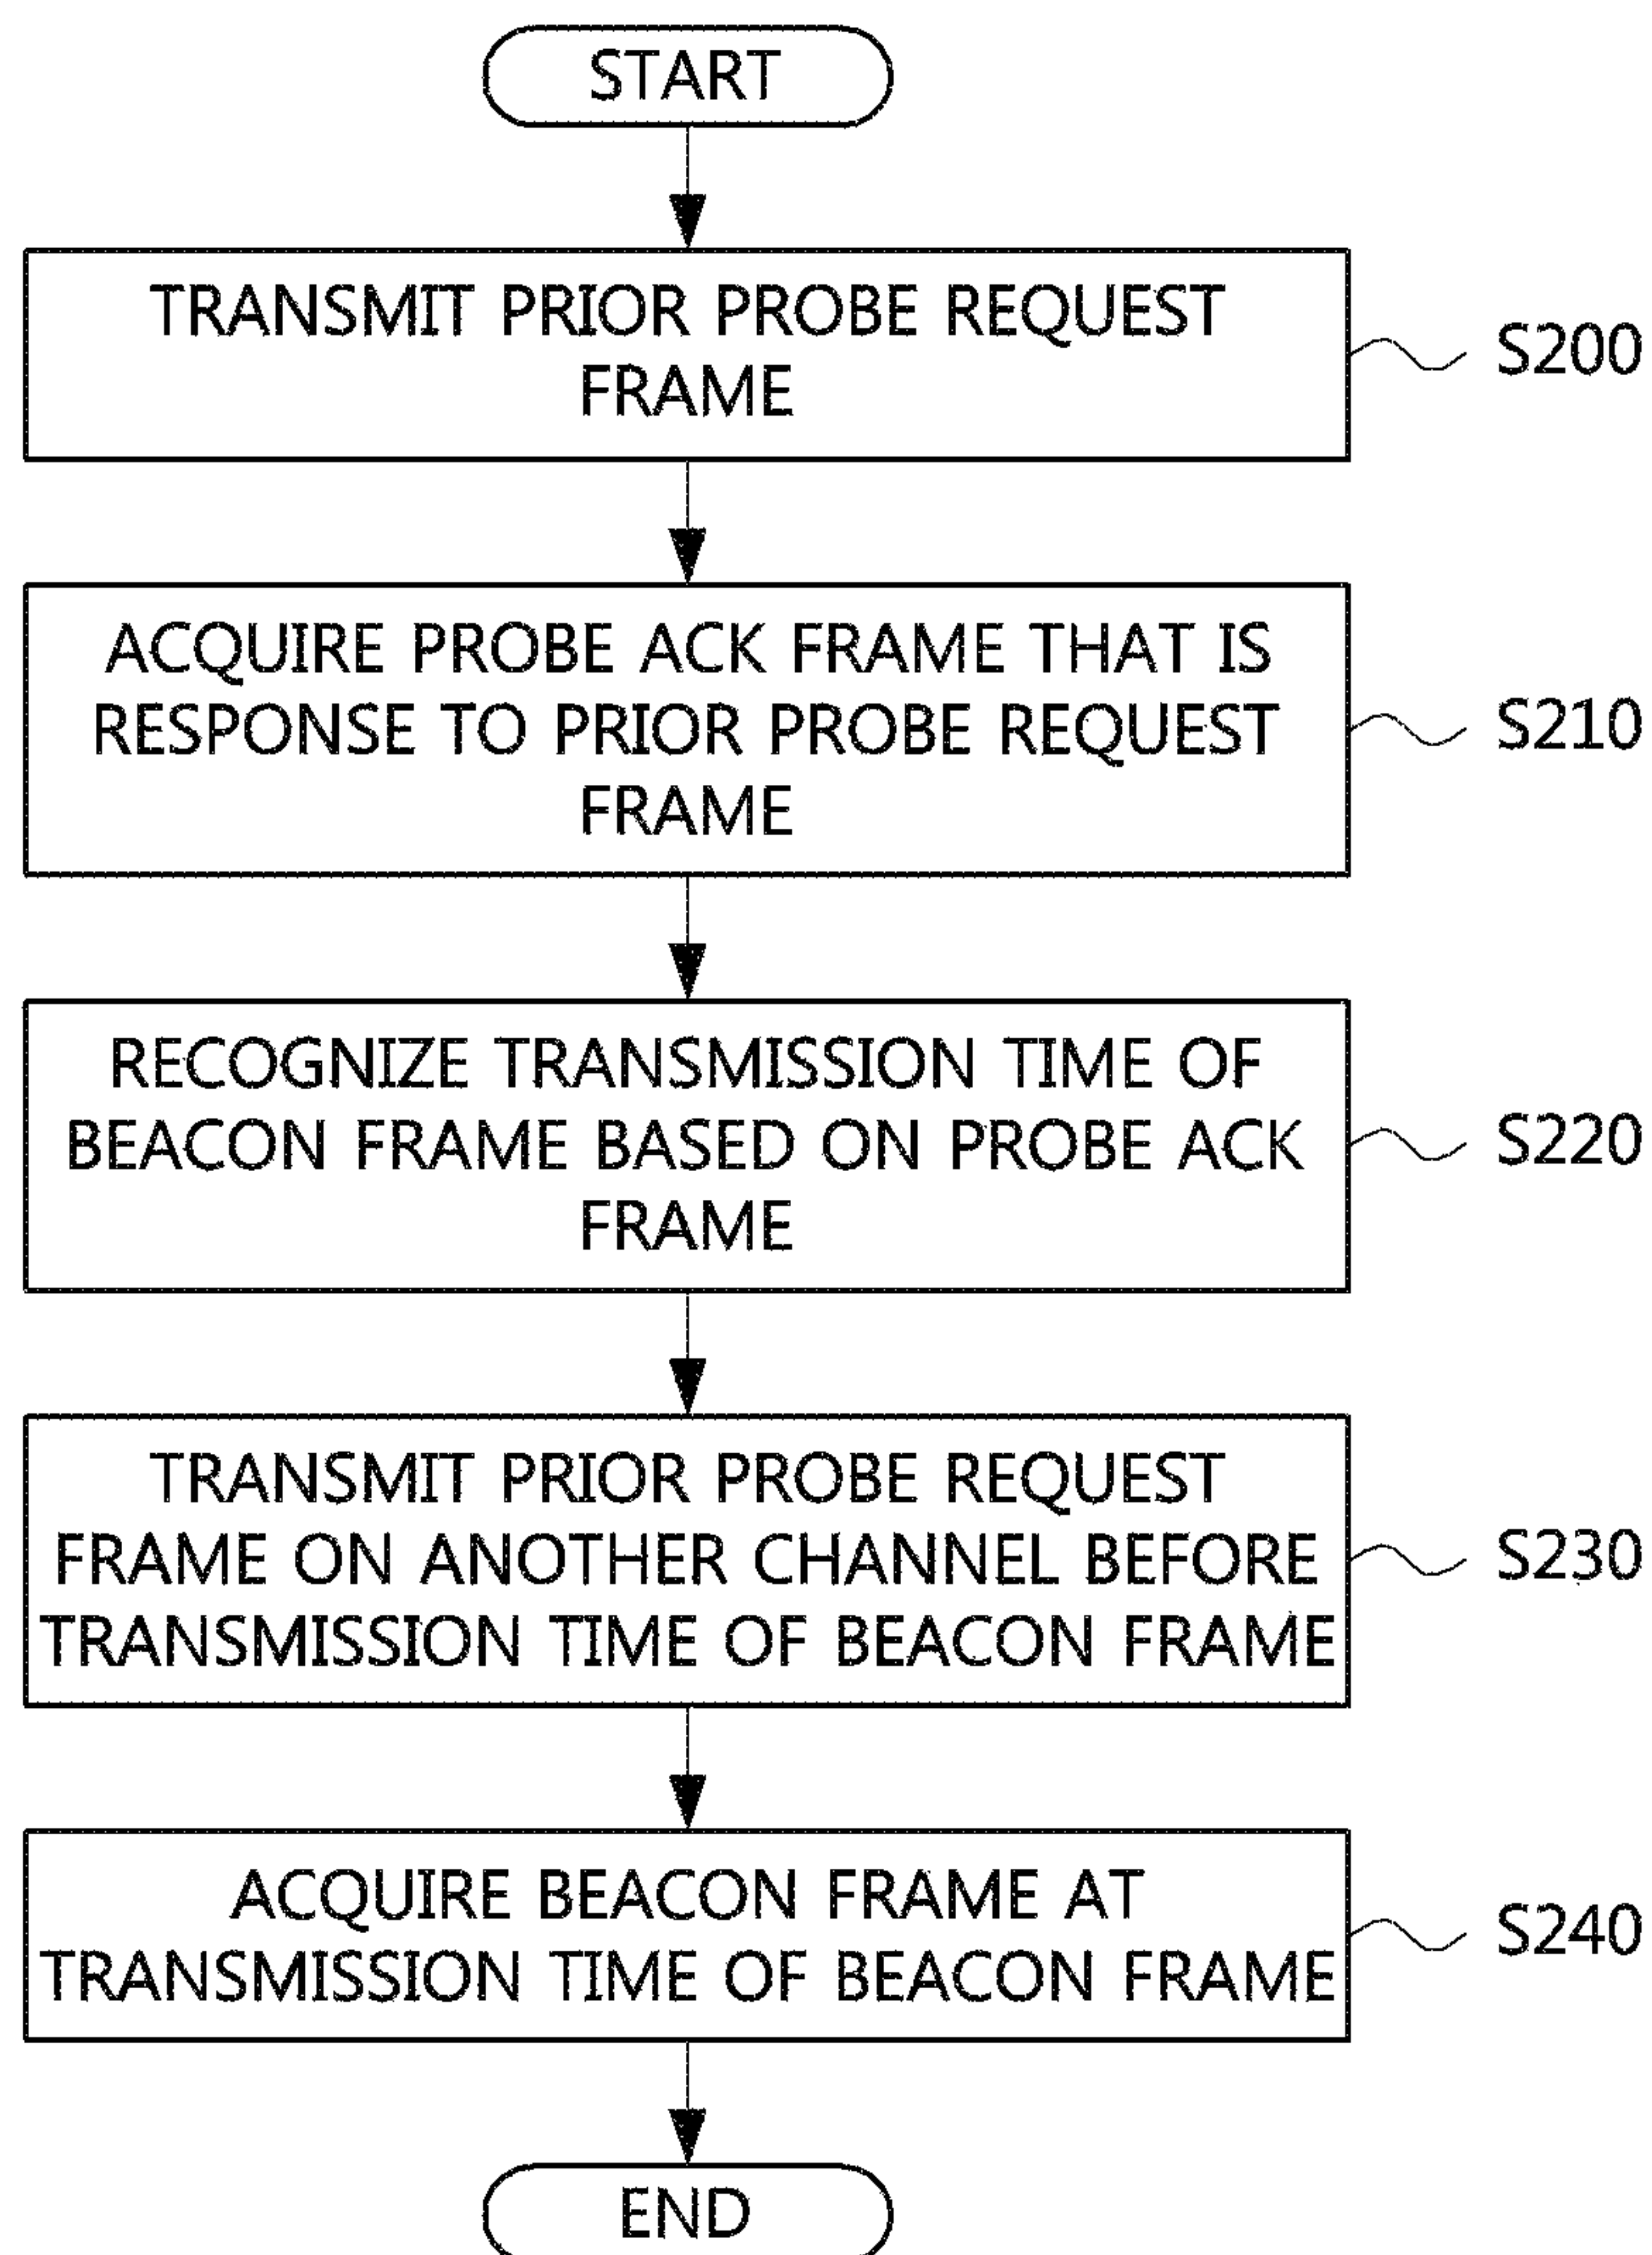 START
TRANSMIT PRIOR PROBE REQUEST
FRAME
S200
ACQUIRE PROBE ACK FRAME THAT IS
RESPONSE TO PRIOR PROBE REQUEST
FRAME
S210
RECOGNIZE TRANSMISSION TIME OF
BEACON FRAME BASED ON PROBE ACK
FRAME
S220
TRANSMIT PRIOR PROBE REQUEST
FRAME ON ANOTHER CHANNEL BEFORE
TRANSMISSION TIME OF BEACON FRAME
S230
ACQUIRE BEACON FRAME AT
TRANSMISSION TIME OF BEACON FRAME
S240
END